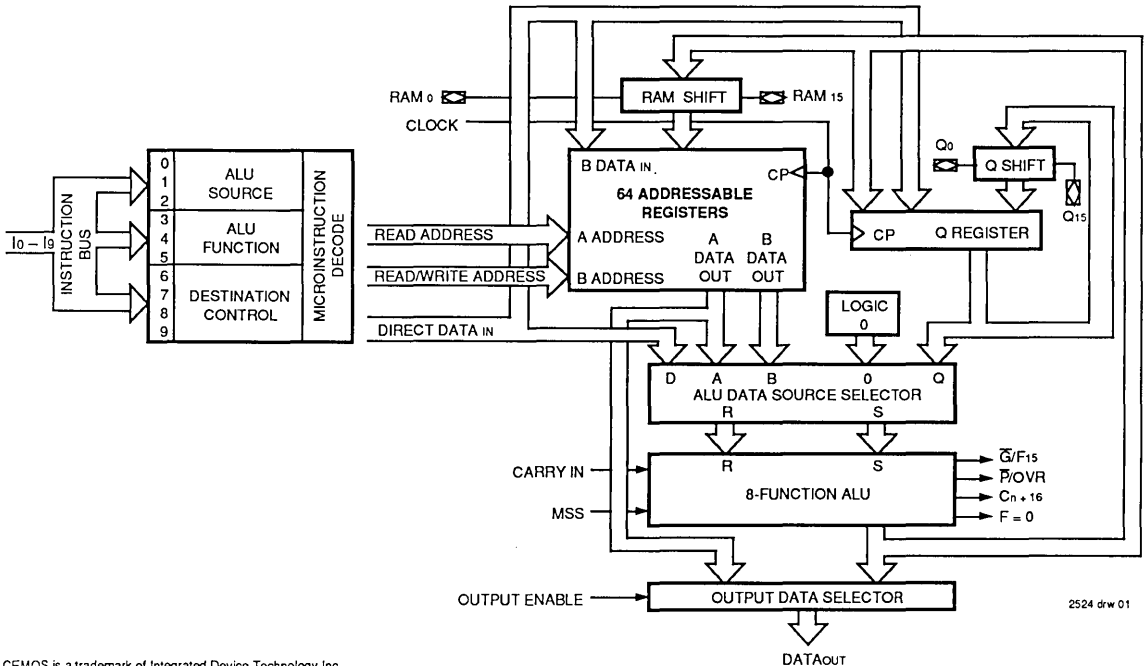 RAM 0
RAM SHIFT
RAM 15
CLOCK
Q0
Q SHIFT
Q15
B DATA IN
CP
64 ADDRESSABLE
REGISTERS
CP Q REGISTER
I0 – I9
INSTRUCTION
BUS
0
1
2
ALU
SOURCE
3
4
5
ALU
FUNCTION
6
7
8
9
DESTINATION
CONTROL
MICROINSTRUCTION
DECODE
READ ADDRESS
A ADDRESS
A
DATA
OUT
B
DATA
OUT
READ/WRITE ADDRESS
B ADDRESS
DIRECT DATA IN
LOGIC
0
D A B 0 Q
ALU DATA SOURCE SELECTOR
R S
R S
8-FUNCTION ALU
CARRY IN
MSS
G̅/F15
P̅/OVR
Cn + 16
F = 0
OUTPUT ENABLE
OUTPUT DATA SELECTOR
2524 drw 01
DATAOUT
CEMOS is a trademark of Integrated Device Technology Inc